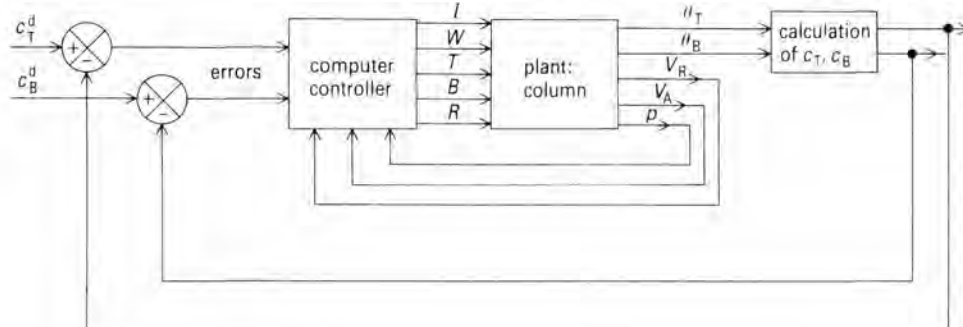 c_T^d
c_B^d
+
-
+
-
errors
computer
controller
I
W
T
B
R
plant:
column
θ_T
θ_B
V_R
V_A
p
calculation
of c_T, c_B